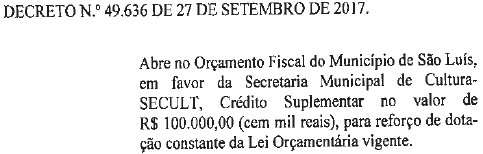 DECRETO N.º 49.636 DE 27 DE SETEMBRO DE 2017.
Abre no Orçamento Fiscal do Município de São Luís,
em favor da Secretaria Municipal de Cultura-
SECULT, Crédito Suplementar no valor de
R$ 100.000,00 (cem mil reais), para reforço de dota-
ção constante da Lei Orçamentária vigente.